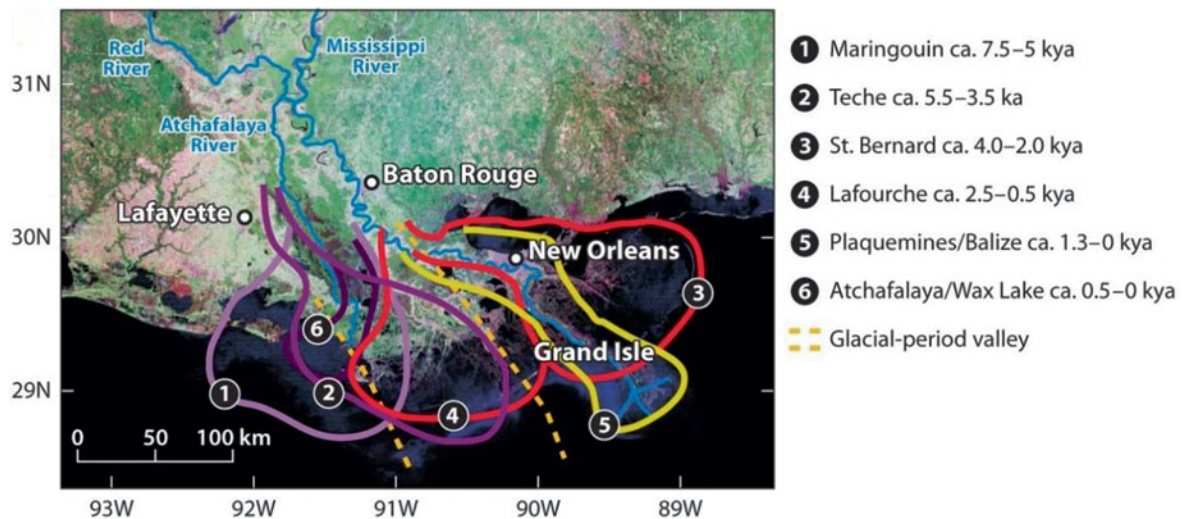 31N
30N
29N
93W
92W
91W
90W
89W
Red
River
Mississippi
River
Atchafalaya
River
Baton Rouge
Lafayette
New Orleans
Grand Isle
1
2
3
4
5
6
0 50 100 km
1 Maringouin ca. 7.5–5 kya
2 Teche ca. 5.5–3.5 ka
3 St. Bernard ca. 4.0–2.0 kya
4 Lafourche ca. 2.5–0.5 kya
5 Plaquemines/Balize ca. 1.3–0 kya
6 Atchafalaya/Wax Lake ca. 0.5–0 kya
Glacial-period valley